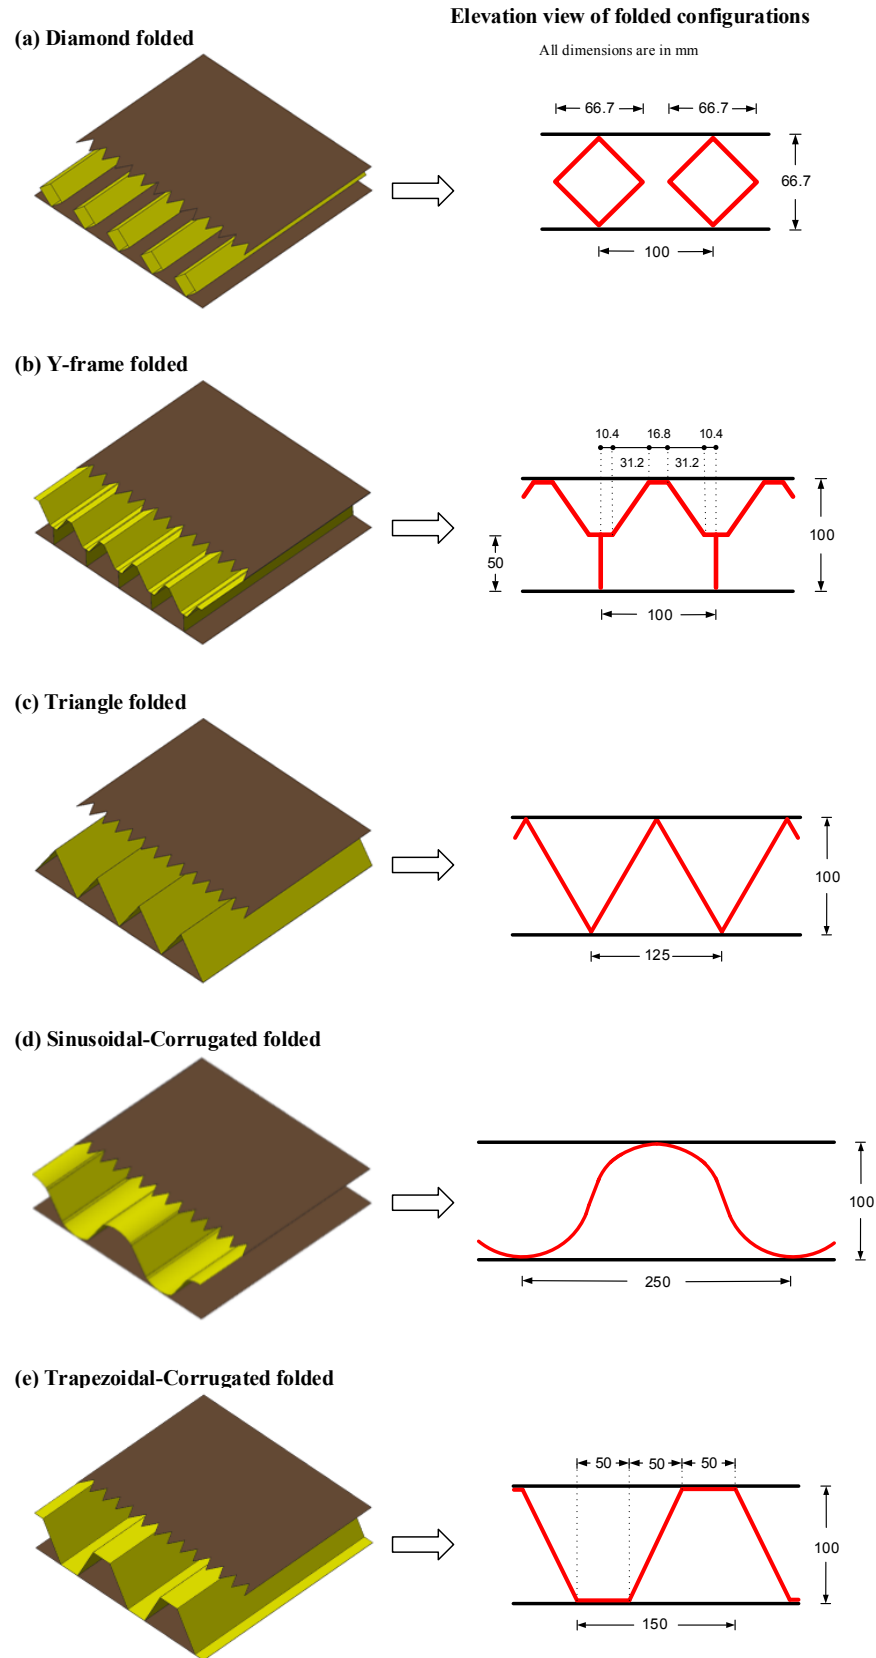 Elevation view of folded configurations
(a) Diamond folded
All dimensions are in mm
66.7 66.7
66.7
100
(b) Y-frame folded
10.4 16.8 10.4
31.2 31.2
100
50
100
(c) Triangle folded
100
125
(d) Sinusoidal-Corrugated folded
100
250
(e) Trapezoidal-Corrugated folded
50 50 50
100
150